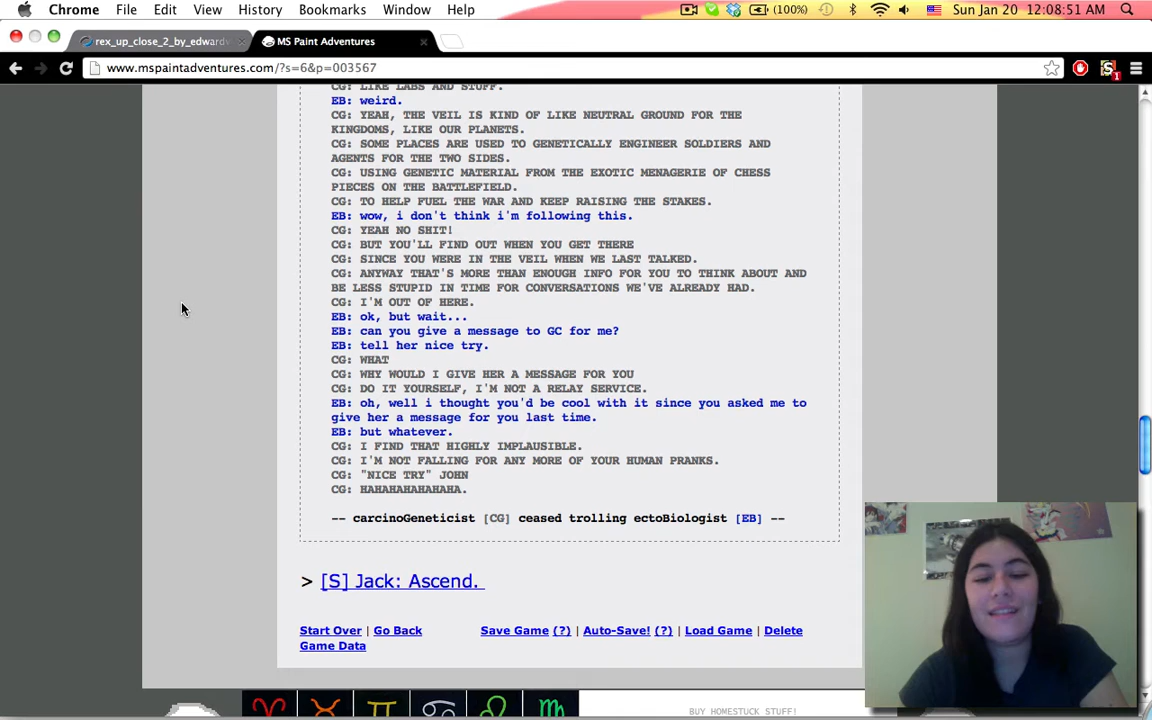 Chrome File Edit View History Bookmarks Window Help (100%) Sun Jan 20 12:08:51 AM
rex_up_close_2_by_edwardv MS Paint Adventures
www.mspaintadventures.com/?s=6&p=003567
CG: LIKE LABS AND STUFF.
EB: weird.
CG: YEAH, THE VEIL IS KIND OF LIKE NEUTRAL GROUND FOR THE
KINGDOMS, LIKE OUR PLANETS.
CG: SOME PLACES ARE USED TO GENETICALLY ENGINEER SOLDIERS AND
AGENTS FOR THE TWO SIDES.
CG: USING GENETIC MATERIAL FROM THE EXOTIC MENAGERIE OF CHESS
PIECES ON THE BATTLEFIELD.
CG: TO HELP FUEL THE WAR AND KEEP RAISING THE STAKES.
EB: wow, i don't think i'm following this.
CG: YEAH NO SHIT!
CG: BUT YOU'LL FIND OUT WHEN YOU GET THERE
CG: SINCE YOU WERE IN THE VEIL WHEN WE LAST TALKED.
CG: ANYWAY THAT'S MORE THAN ENOUGH INFO FOR YOU TO THINK ABOUT AND
BE LESS STUPID IN TIME FOR CONVERSATIONS WE'VE ALREADY HAD.
CG: I'M OUT OF HERE.
EB: ok, but wait...
EB: can you give a message to GC for me?
EB: tell her nice try.
CG: WHAT
CG: WHY WOULD I GIVE HER A MESSAGE FOR YOU
CG: DO IT YOURSELF, I'M NOT A RELAY SERVICE.
EB: oh, well i thought you'd be cool with it since you asked me to
give her a message for you last time.
EB: but whatever.
CG: I FIND THAT HIGHLY IMPLAUSIBLE.
CG: I'M NOT FALLING FOR ANY MORE OF YOUR HUMAN PRANKS.
CG: "NICE TRY" JOHN
CG: HAHAHAHAHAHAHA.
-- carcinoGeneticist [CG] ceased trolling ectoBiologist [EB] --
> [S] Jack: Ascend.
Start Over | Go Back Save Game (?) | Auto-Save! (?) | Load Game | Delete
Game Data
BUY HOMESTUCK STUFF!